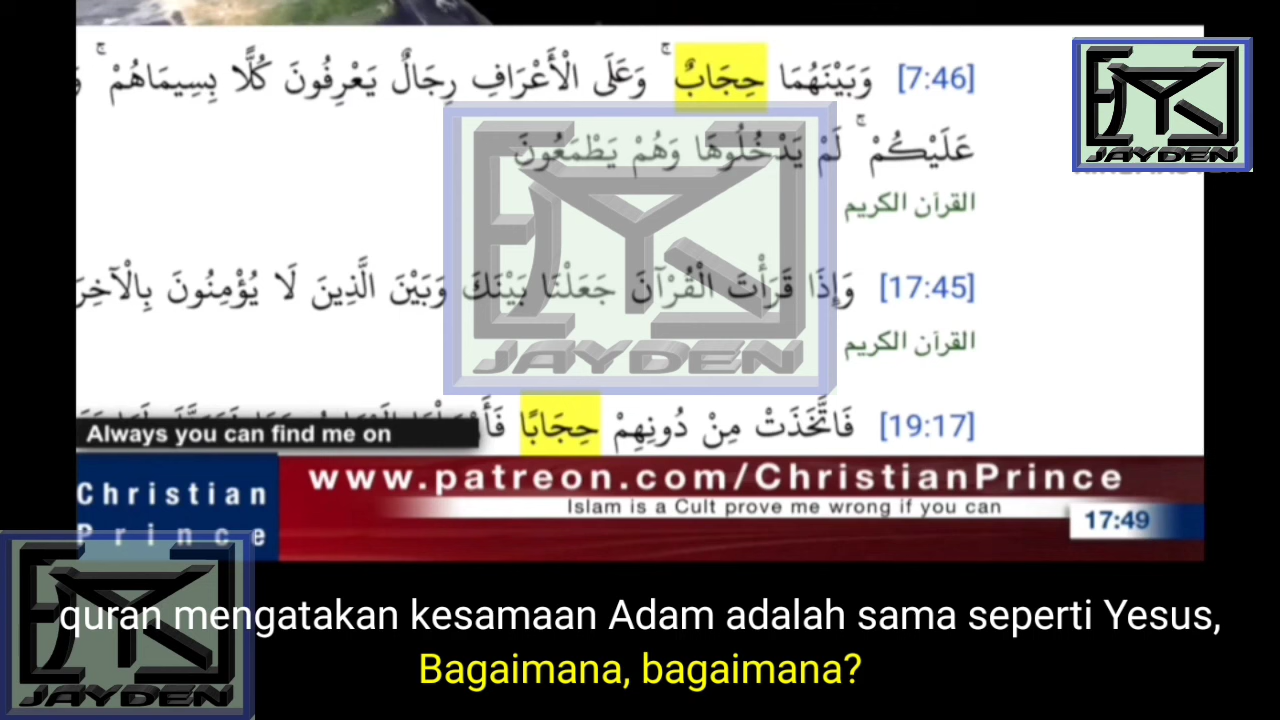 [7:46] وَبَيْنَهُمَا حِجَابٌ ۚ وَعَلَى الْأَعْرَافِ رِجَالٌ يَعْرِفُونَ كُلًّا بِسِيمَاهُمْ ۚ
JAYDEN
عَلَيْكُمْ ۚ لَمْ يَدْخُلُوهَا وَهُمْ يَطْمَعُونَ
القرآن الكريم
[17:45] وَإِذَا قَرَأْتَ الْقُرْآنَ جَعَلْنَا بَيْنَكَ وَبَيْنَ الَّذِينَ لَا يُؤْمِنُونَ بِالْآخِرَ
القرآن الكريم
JAYDEN
[19:17] فَاتَّخَذَتْ مِنْ دُونِهِمْ حِجَابًا
Always you can find me on
www.patreon.com/ChristianPrince
Christian
Prince
Islam is a Cult prove me wrong if you can
17:49
quran mengatakan kesamaan Adam adalah sama seperti Yesus,
Bagaimana, bagaimana?
JAYDEN